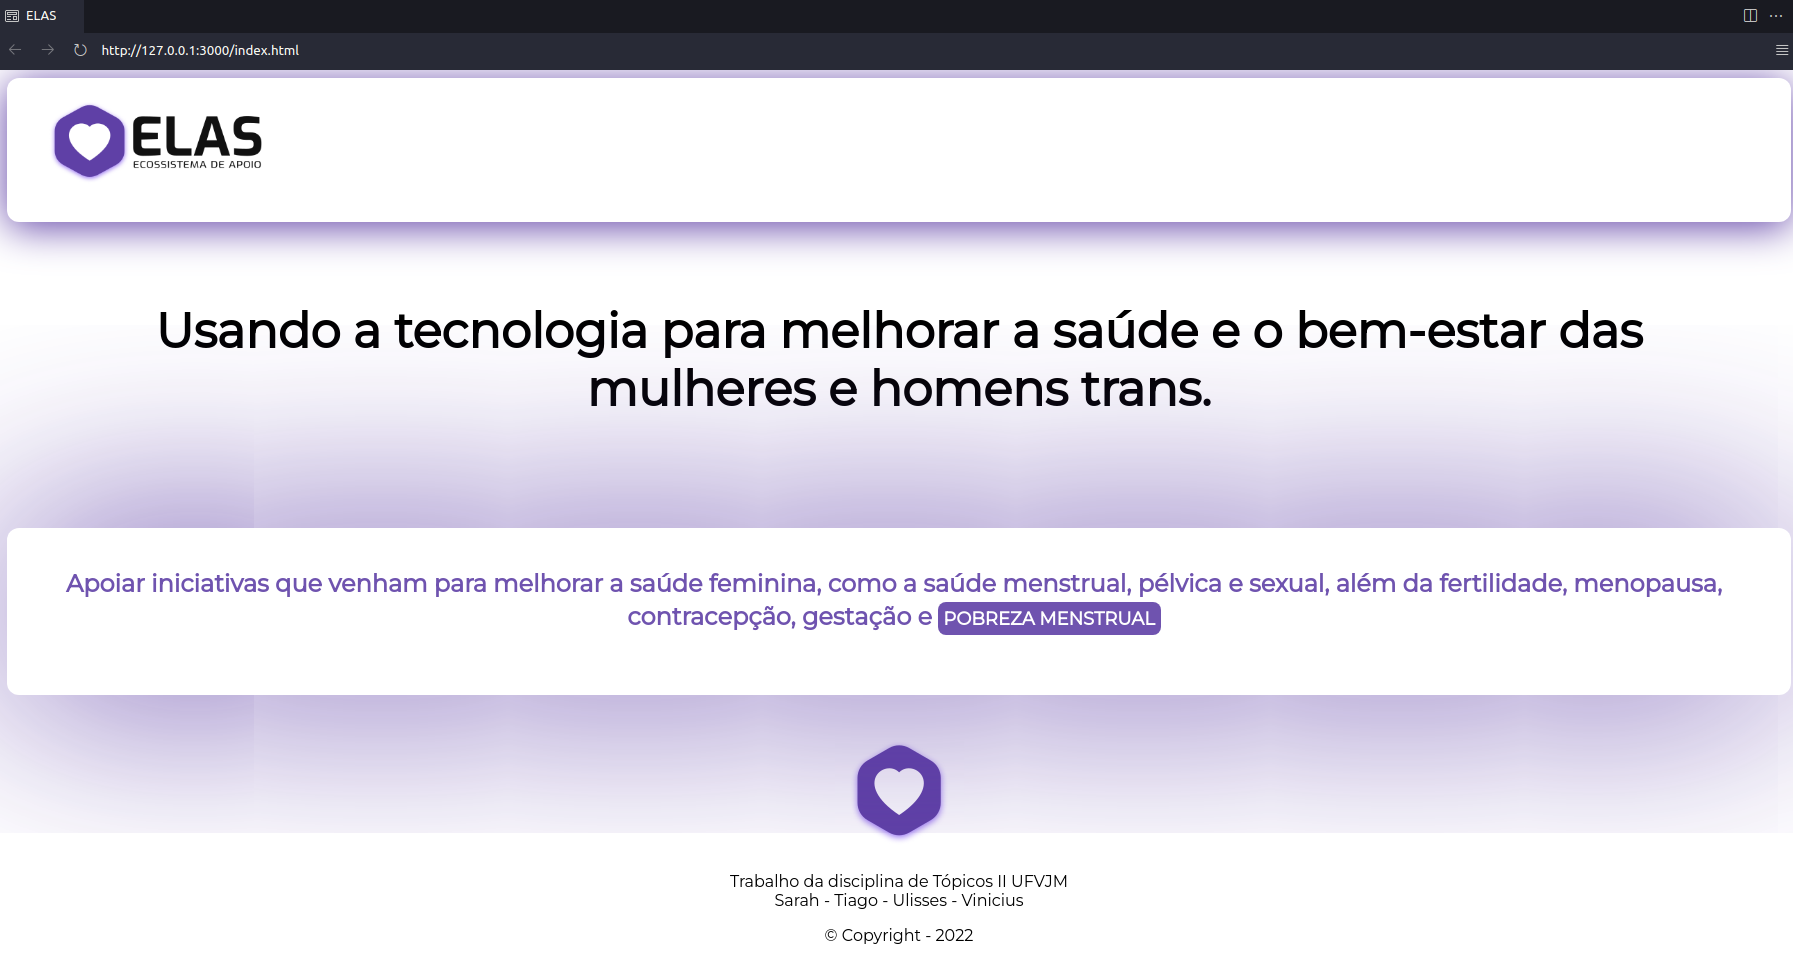 ELAS
http://127.0.0.1:3000/index.html
ELAS
ECOSSISTEMA DE APOIO
Usando a tecnologia para melhorar a saúde e o bem-estar das
mulheres e homens trans.
Apoiar iniciativas que venham para melhorar a saúde feminina, como a saúde menstrual, pélvica e sexual, além da fertilidade, menopausa,
contracepção, gestação e POBREZA MENSTRUAL
Trabalho da disciplina de Tópicos II UFVJM
Sarah - Tiago - Ulisses - Vinicius
© Copyright - 2022